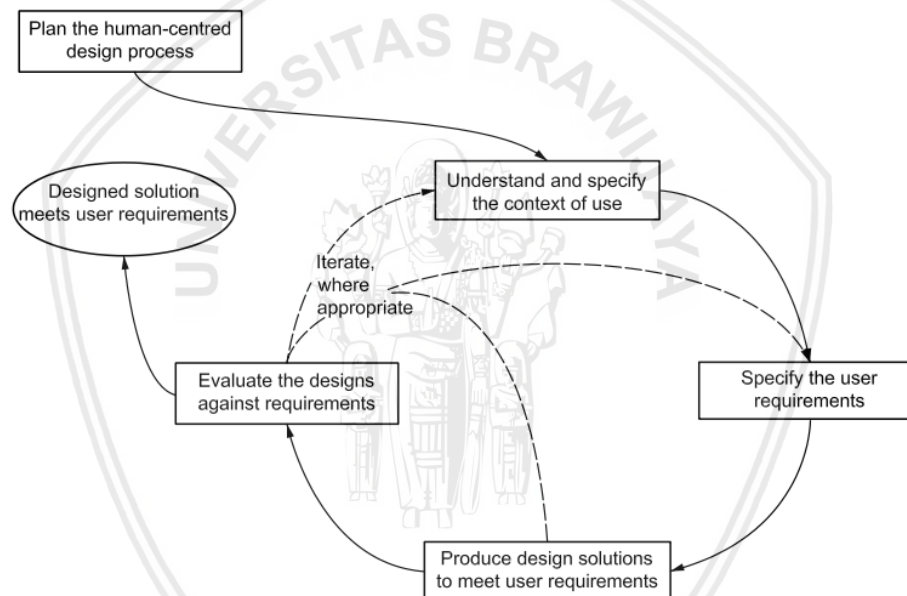 Plan the human-centred
design process
UNIVERSITAS BRAWIJAYA
Understand and specify
the context of use
Designed solution
meets user requirements
Iterate,
where
appropriate
Evaluate the designs
against requirements
Specify the user
requirements
Produce design solutions
to meet user requirements